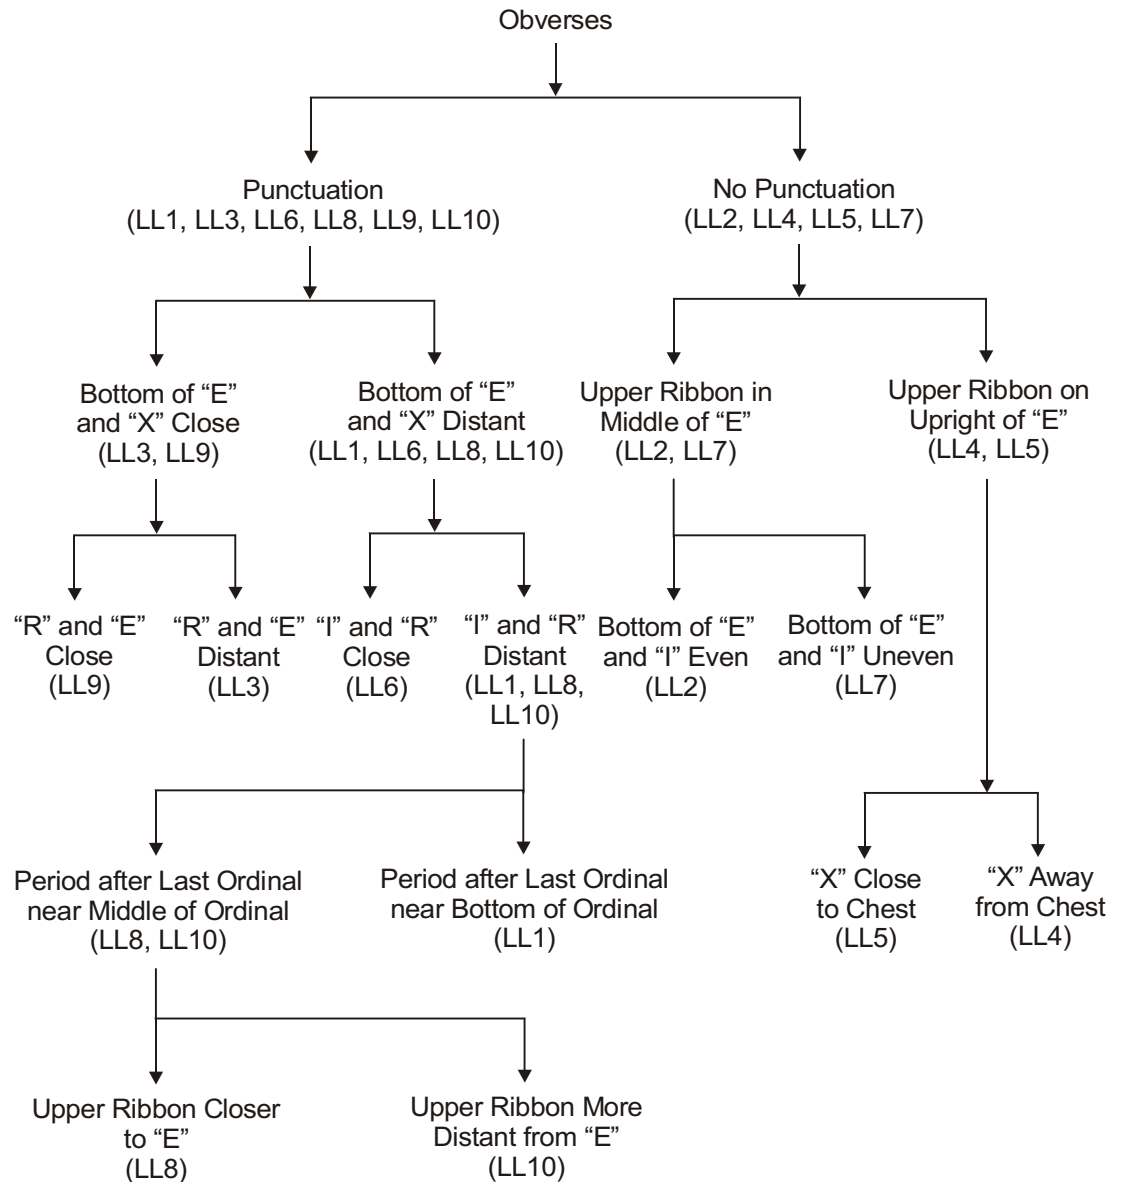 Obverses
Punctuation
(LL1, LL3, LL6, LL8, LL9, LL10)
No Punctuation
(LL2, LL4, LL5, LL7)
Bottom of “E”
and “X” Close
(LL3, LL9)
Bottom of “E”
and “X” Distant
(LL1, LL6, LL8, LL10)
Upper Ribbon in
Middle of “E”
(LL2, LL7)
Upper Ribbon on
Upright of “E”
(LL4, LL5)
“R” and “E”
Close
(LL9)
“R” and “E”
Distant
(LL3)
“I” and “R”
Close
(LL6)
“I” and “R”
Distant
(LL1, LL8,
LL10)
Bottom of “E”
and “I” Even
(LL2)
Bottom of “E”
and “I” Uneven
(LL7)
Period after Last Ordinal
near Middle of Ordinal
(LL8, LL10)
Period after Last Ordinal
near Bottom of Ordinal
(LL1)
“X” Close
to Chest
(LL5)
“X” Away
from Chest
(LL4)
Upper Ribbon Closer
to “E”
(LL8)
Upper Ribbon More
Distant from “E”
(LL10)